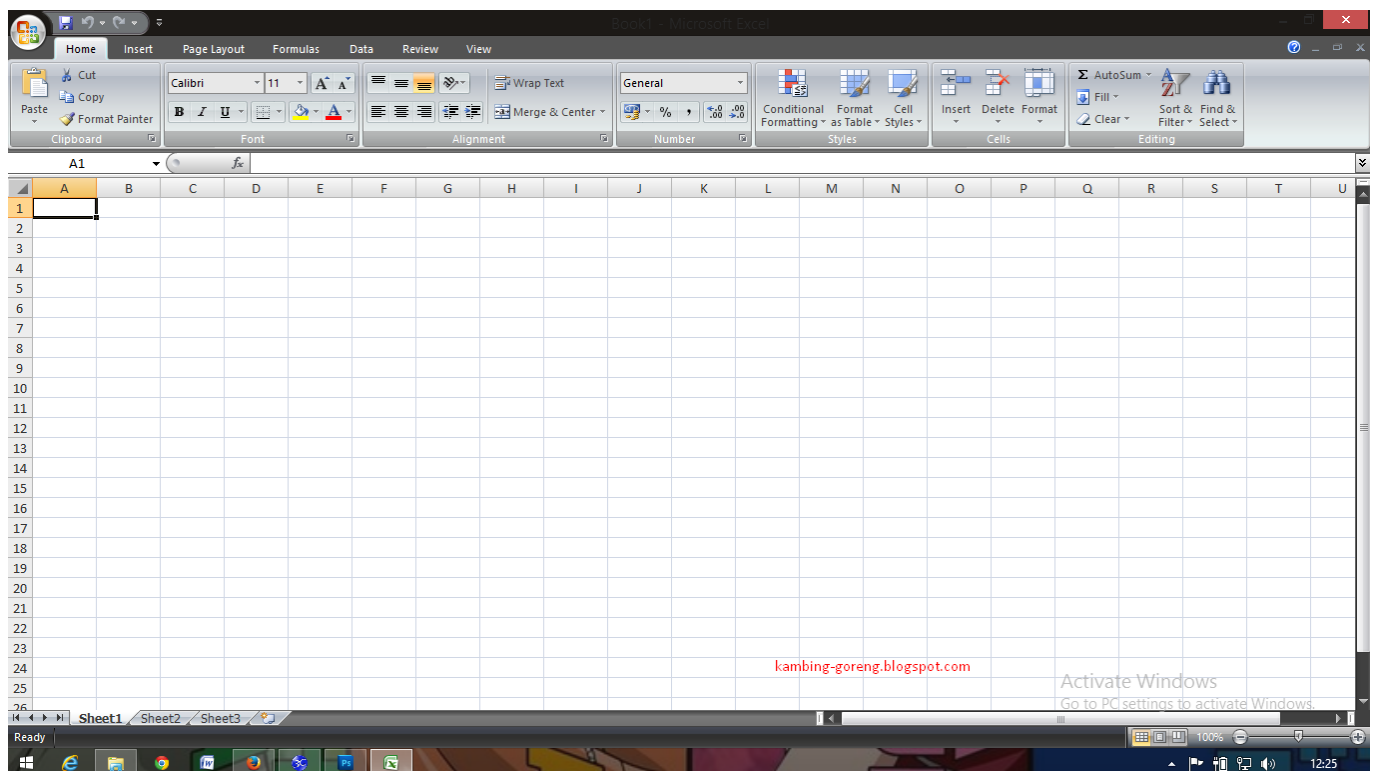 Book1 - Microsoft Excel
Home Insert Page Layout Formulas Data Review View
Cut
Copy
Format Painter
Paste
Clipboard
Calibri 11
B I U
Font
Wrap Text
Merge & Center
Alignment
General
% ,
Number
Conditional Formatting
Format as Table
Cell Styles
Styles
Insert Delete Format
Cells
Σ AutoSum
Fill
Clear
Sort & Filter
Find & Select
Editing
A1 fx
A B C D E F G H I J K L M N O P Q R S T U
1
2
3
4
5
6
7
8
9
10
11
12
13
14
15
16
17
18
19
20
21
22
23
24
25
26
kambing-goreng.blogspot.com
Activate Windows
Go to PC settings to activate Windows.
Sheet1 Sheet2 Sheet3
Ready
100%
12:25